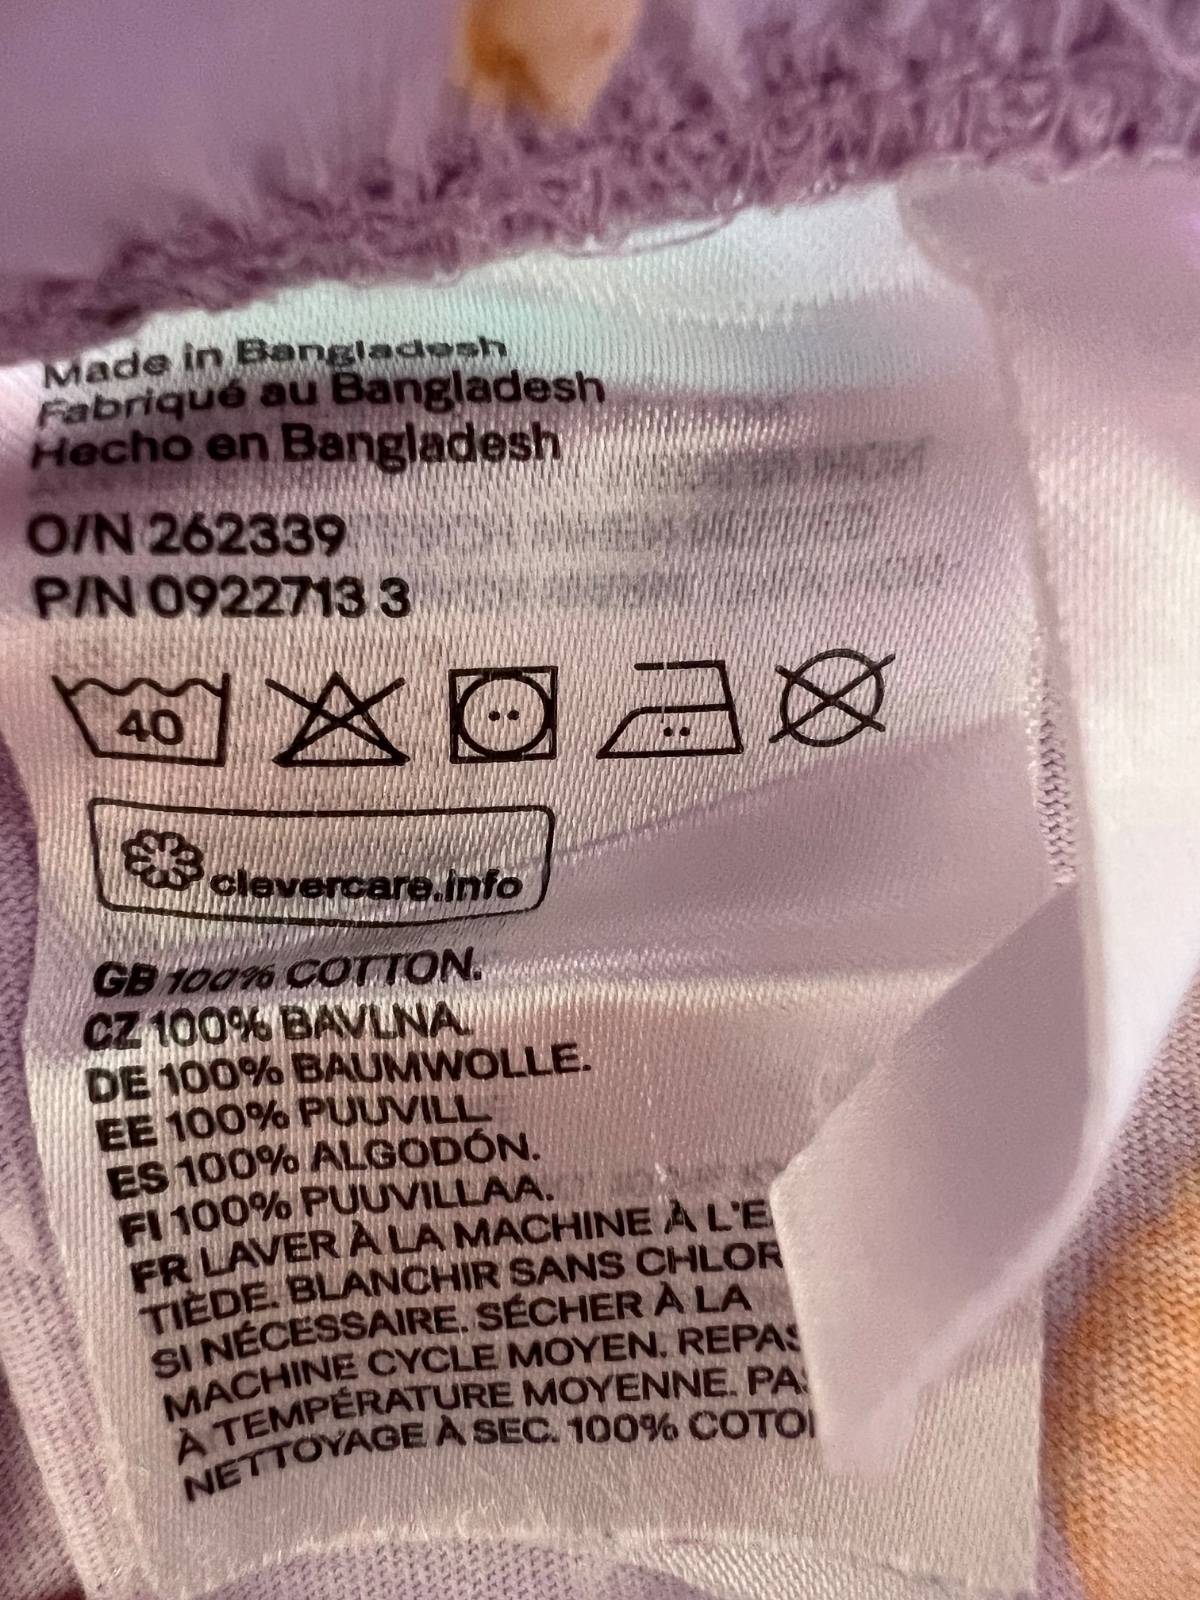 Made in Bangladesh
Fabriqué au Bangladesh
Hecho en Bangladesh
O/N 262339
P/N 0922713 3
40
clevercare.info
GB 100% COTTON.
CZ 100% BAVLNA.
DE 100% BAUMWOLLE.
EE 100% PUUVILL
ES 100% ALGODÓN.
FI 100% PUUVILLAA.
FR LAVER À LA MACHINE À L'E
TIÈDE. BLANCHIR SANS CHLOR
SI NÉCESSAIRE. SÉCHER À LA
MACHINE CYCLE MOYEN. REPAS
À TEMPÉRATURE MOYENNE. PAS
NETTOYAGE À SEC. 100% COTO